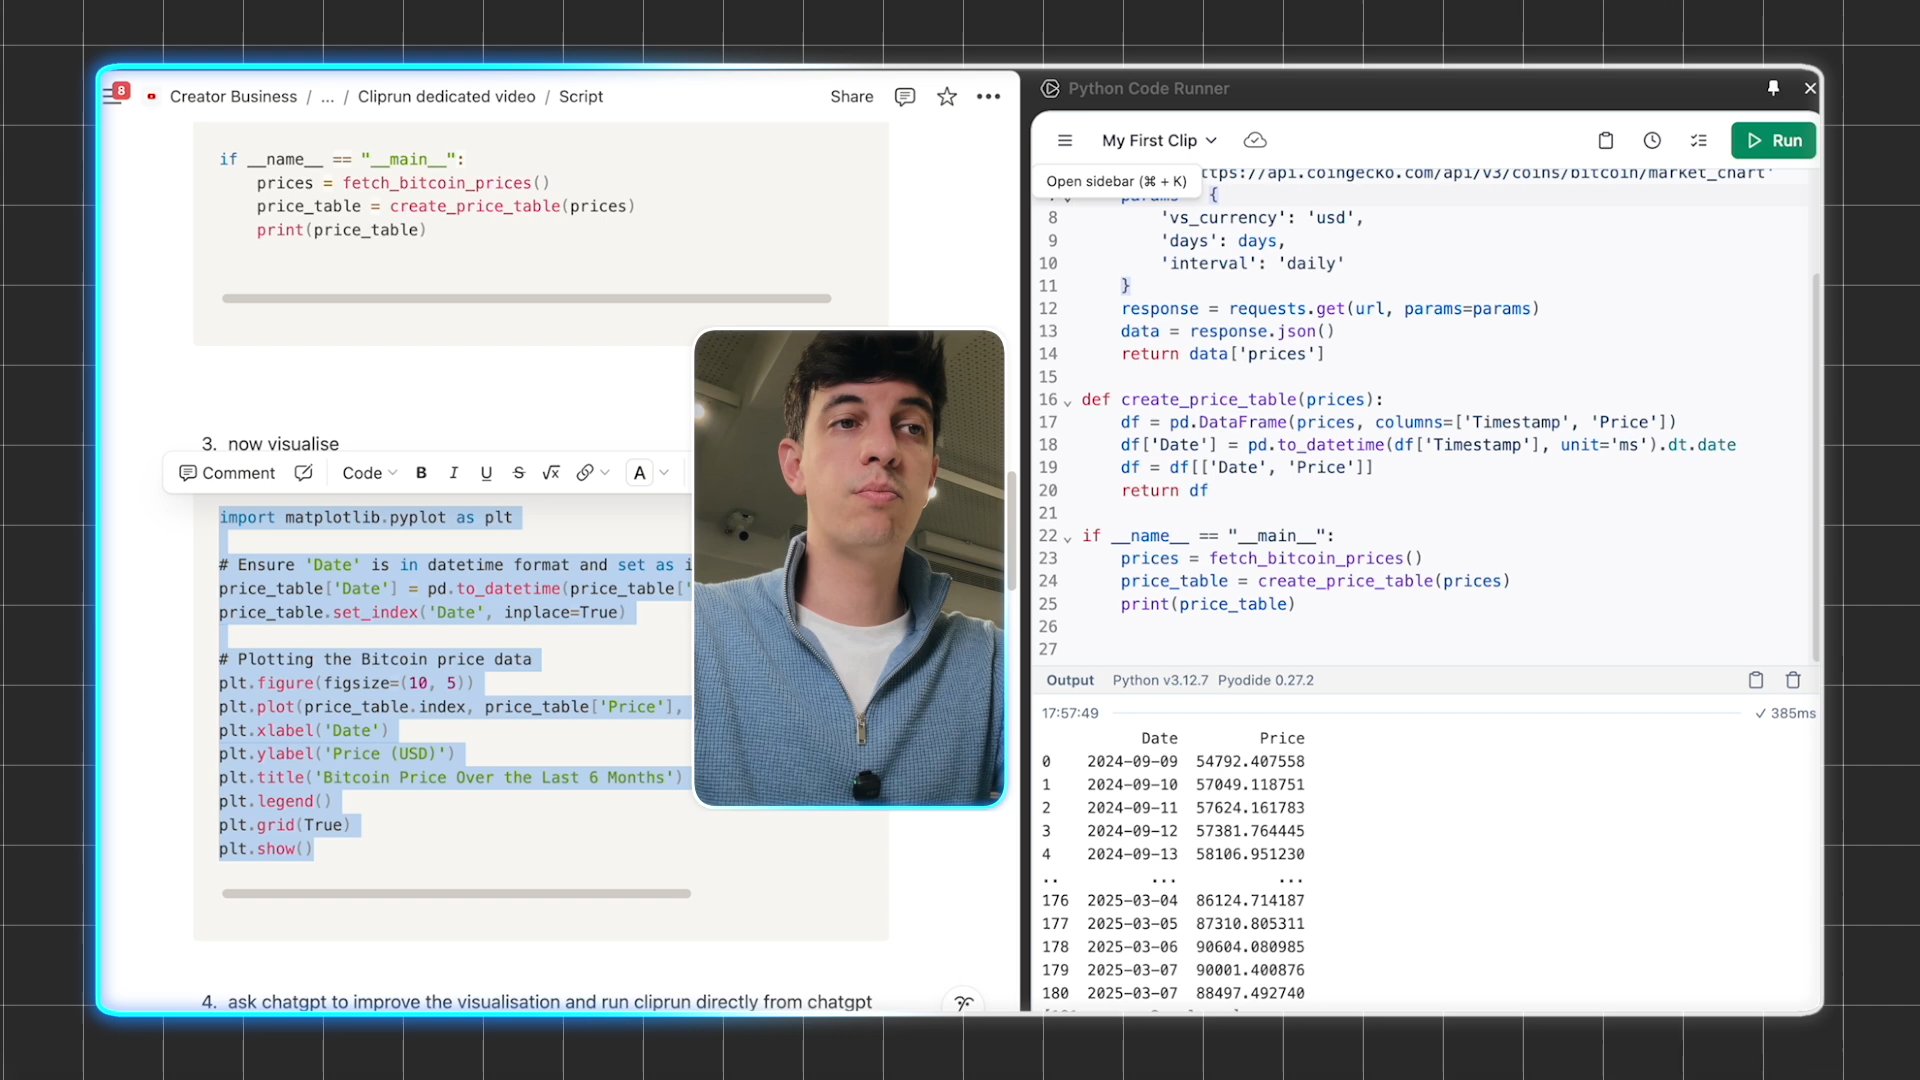 8
Creator Business / ... / Cliprun dedicated video / Script
Share
if __name__ == "__main__":
prices = fetch_bitcoin_prices()
price_table = create_price_table(prices)
print(price_table)
3. now visualise
Comment
Code
B I U S √x A
import matplotlib.pyplot as plt
# Ensure 'Date' is in datetime format and set as i
price_table['Date'] = pd.to_datetime(price_table['
price_table.set_index('Date', inplace=True)
# Plotting the Bitcoin price data
plt.figure(figsize=(10, 5))
plt.plot(price_table.index, price_table['Price'],
plt.xlabel('Date')
plt.ylabel('Price (USD)')
plt.title('Bitcoin Price Over the Last 6 Months')
plt.legend()
plt.grid(True)
plt.show()
4. ask chatgpt to improve the visualisation and run cliprun directly from chatgpt
Python Code Runner
My First Clip
Run
Open sidebar (⌘ + K)
ttps://api.coingecko.com/api/v3/coins/bitcoin/market_chart'
params {
8 'vs_currency': 'usd',
9 'days': days,
10 'interval': 'daily'
11 }
12 response = requests.get(url, params=params)
13 data = response.json()
14 return data['prices']
15
16 def create_price_table(prices):
17 df = pd.DataFrame(prices, columns=['Timestamp', 'Price'])
18 df['Date'] = pd.to_datetime(df['Timestamp'], unit='ms').dt.date
19 df = df[['Date', 'Price']]
20 return df
21
22 if __name__ == "__main__":
23 prices = fetch_bitcoin_prices()
24 price_table = create_price_table(prices)
25 print(price_table)
26
27
Output Python v3.12.7 Pyodide 0.27.2
17:57:49 ✓ 385ms
Date Price
0 2024-09-09 54792.407558
1 2024-09-10 57049.118751
2 2024-09-11 57624.161783
3 2024-09-12 57381.764445
4 2024-09-13 58106.951230
.. ... ...
176 2025-03-04 86124.714187
177 2025-03-05 87310.805311
178 2025-03-06 90604.080985
179 2025-03-07 90001.400876
180 2025-03-07 88497.492740